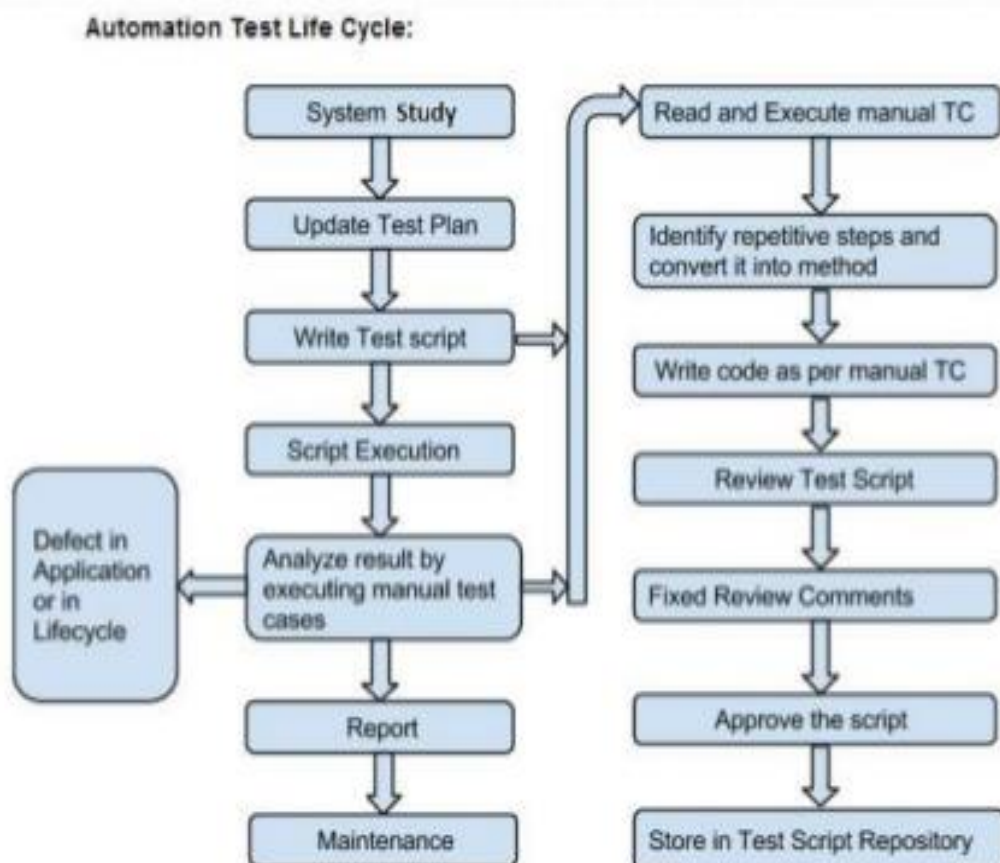 Automation Test Life Cycle:
System Study
Update Test Plan
Write Test script
Script Execution
Analyze result by
executing manual test
cases
Report
Maintenance
Defect in
Application
or in
Lifecycle
Read and Execute manual TC
Identify repetitive steps and
convert it into method
Write code as per manual TC
Review Test Script
Fixed Review Comments
Approve the script
Store in Test Script Repository